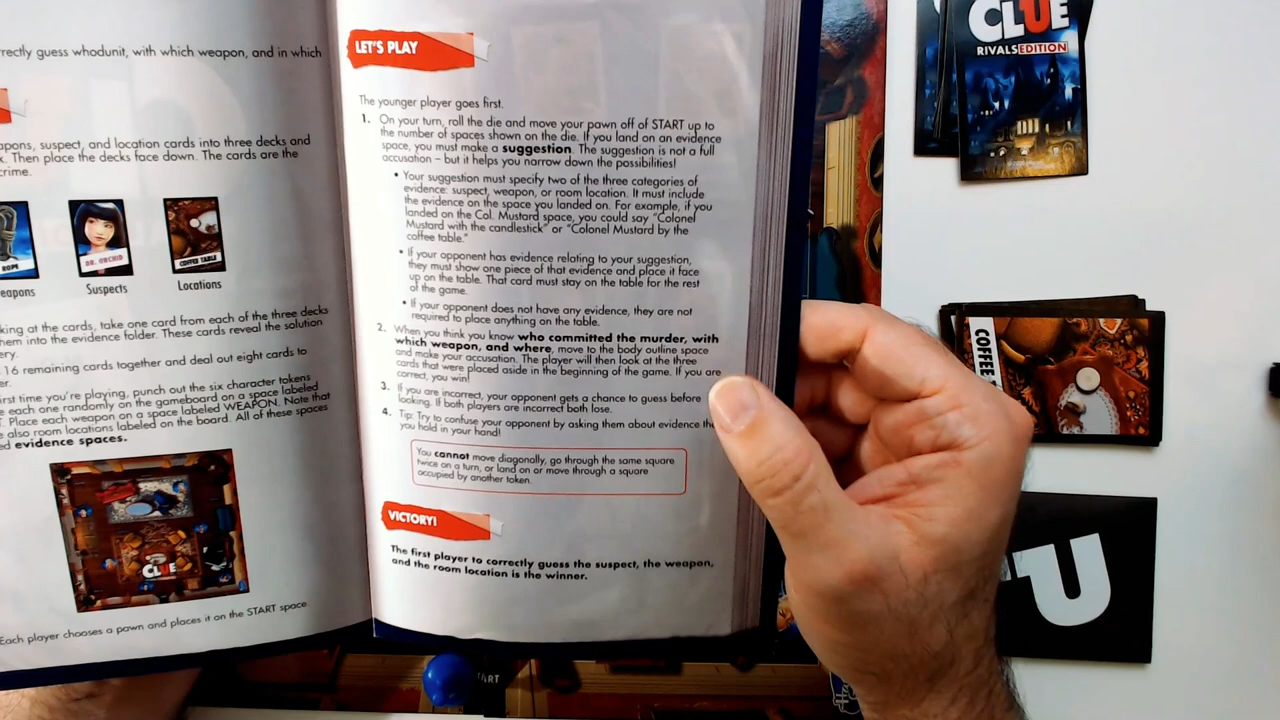 rectly guess whodunit, with which weapon, and in which
apons, suspect, and location cards into three decks and
Then place the decks face down. The cards are the
crime.
ROPE
DR. ORCHID
COFFEE TABLE
eapons
Suspects
Locations
king at the cards, take one card from each of the three decks
hem into the evidence folder. These cards reveal the solution
ery.
16 remaining cards together and deal out eight cards to
er.
irst time you're playing, punch out the six character tokens
e each one randomly on the gameboard on a space labeled
T. Place each weapon on a space labeled WEAPON. Note that
e also room locations labeled on the board. All of these spaces
ed evidence spaces.
CLUE
Each player chooses a pawn and places it on the START space.
LET'S PLAY
The younger player goes first.
1. On your turn, roll the die and move your pawn off of START up to
the number of spaces shown on the die. If you land on an evidence
space, you must make a suggestion. The suggestion is not a full
accusation – but it helps you narrow down the possibilities!
• Your suggestion must specify two of the three categories of
evidence: suspect, weapon, or room location. It must include
the evidence on the space you landed on. For example, if you
landed on the Col. Mustard space, you could say "Colonel
Mustard with the candlestick" or "Colonel Mustard by the
coffee table."
• If your opponent has evidence relating to your suggestion,
they must show one piece of that evidence and place it face
up on the table. That card must stay on the table for the rest
of the game.
• If your opponent does not have any evidence, they are not
required to place anything on the table.
2. When you think you know who committed the murder, with
which weapon, and where, move to the body outline space
and make your accusation. The player will then look at the three
cards that were placed aside in the beginning of the game. If you are
correct, you win!
3. If you are incorrect, your opponent gets a chance to guess before
looking. If both players are incorrect both lose.
4. Tip: Try to confuse your opponent by asking them about evidence th
you hold in your hand!
You cannot move diagonally, go through the same square
twice on a turn, or land on or move through a square
occupied by another token.
VICTORY!
The first player to correctly guess the suspect, the weapon,
and the room location is the winner.
CLUE
RIVALS EDITION
COFFEE
U
ART